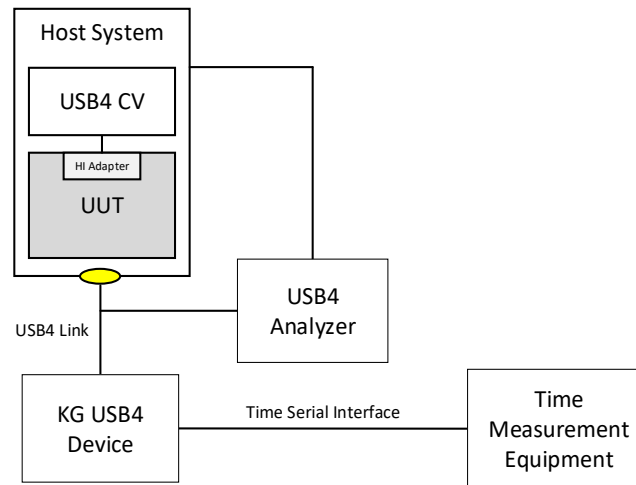 Host System
USB4 CV
HI Adapter
UUT
USB4
Analyzer
USB4 Link
KG USB4
Device
Time Serial Interface
Time
Measurement
Equipment